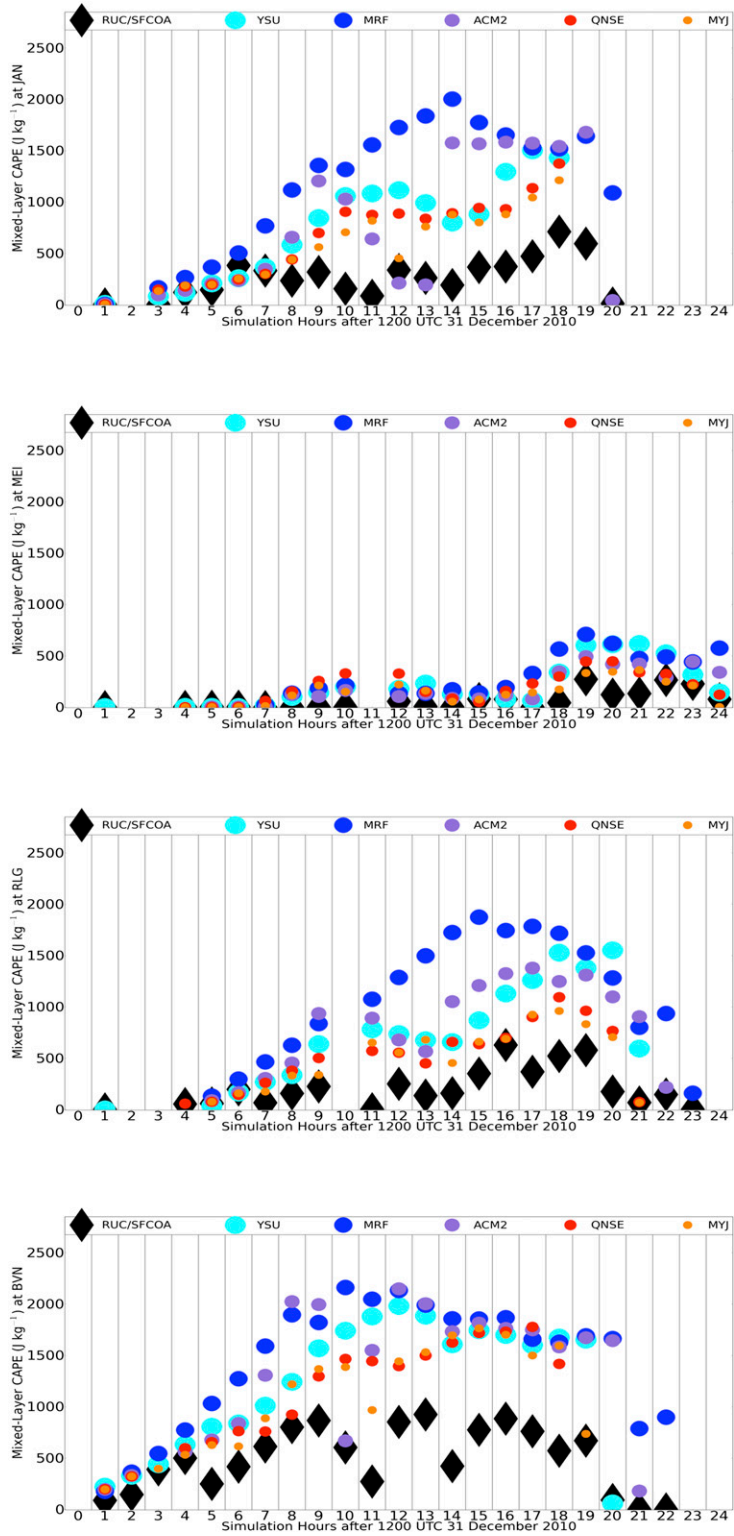 RUC/SFCOA YSU MRF ACM2 QNSE MYJ
Mixed-Layer CAPE (J kg⁻¹) at JAN
2500
2000
1500
1000
500
0
0 1 2 3 4 5 6 7 8 9 10 11 12 13 14 15 16 17 18 19 20 21 22 23 24
Simulation Hours after 1200 UTC 31 December 2010
RUC/SFCOA YSU MRF ACM2 QNSE MYJ
Mixed-Layer CAPE (J kg⁻¹) at MEI
2500
2000
1500
1000
500
0
0 1 2 3 4 5 6 7 8 9 10 11 12 13 14 15 16 17 18 19 20 21 22 23 24
Simulation Hours after 1200 UTC 31 December 2010
RUC/SFCOA YSU MRF ACM2 QNSE MYJ
Mixed-Layer CAPE (J kg⁻¹) at RLG
2500
2000
1500
1000
500
0
0 1 2 3 4 5 6 7 8 9 10 11 12 13 14 15 16 17 18 19 20 21 22 23 24
Simulation Hours after 1200 UTC 31 December 2010
RUC/SFCOA YSU MRF ACM2 QNSE MYJ
Mixed-Layer CAPE (J kg⁻¹) at BVN
2500
2000
1500
1000
500
0
0 1 2 3 4 5 6 7 8 9 10 11 12 13 14 15 16 17 18 19 20 21 22 23 24
Simulation Hours after 1200 UTC 31 December 2010